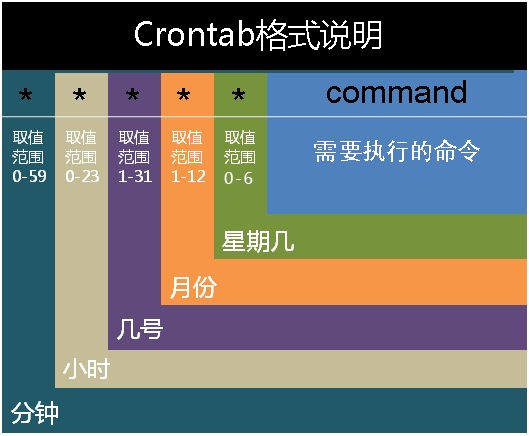 Crontab格式说明
* * * * * command
取值 取值 取值 取值 取值 需要执行的命令
范围 范围 范围 范围 范围
0-59 0-23 1-31 1-12 0-6
星期几
月份
几号
小时
分钟